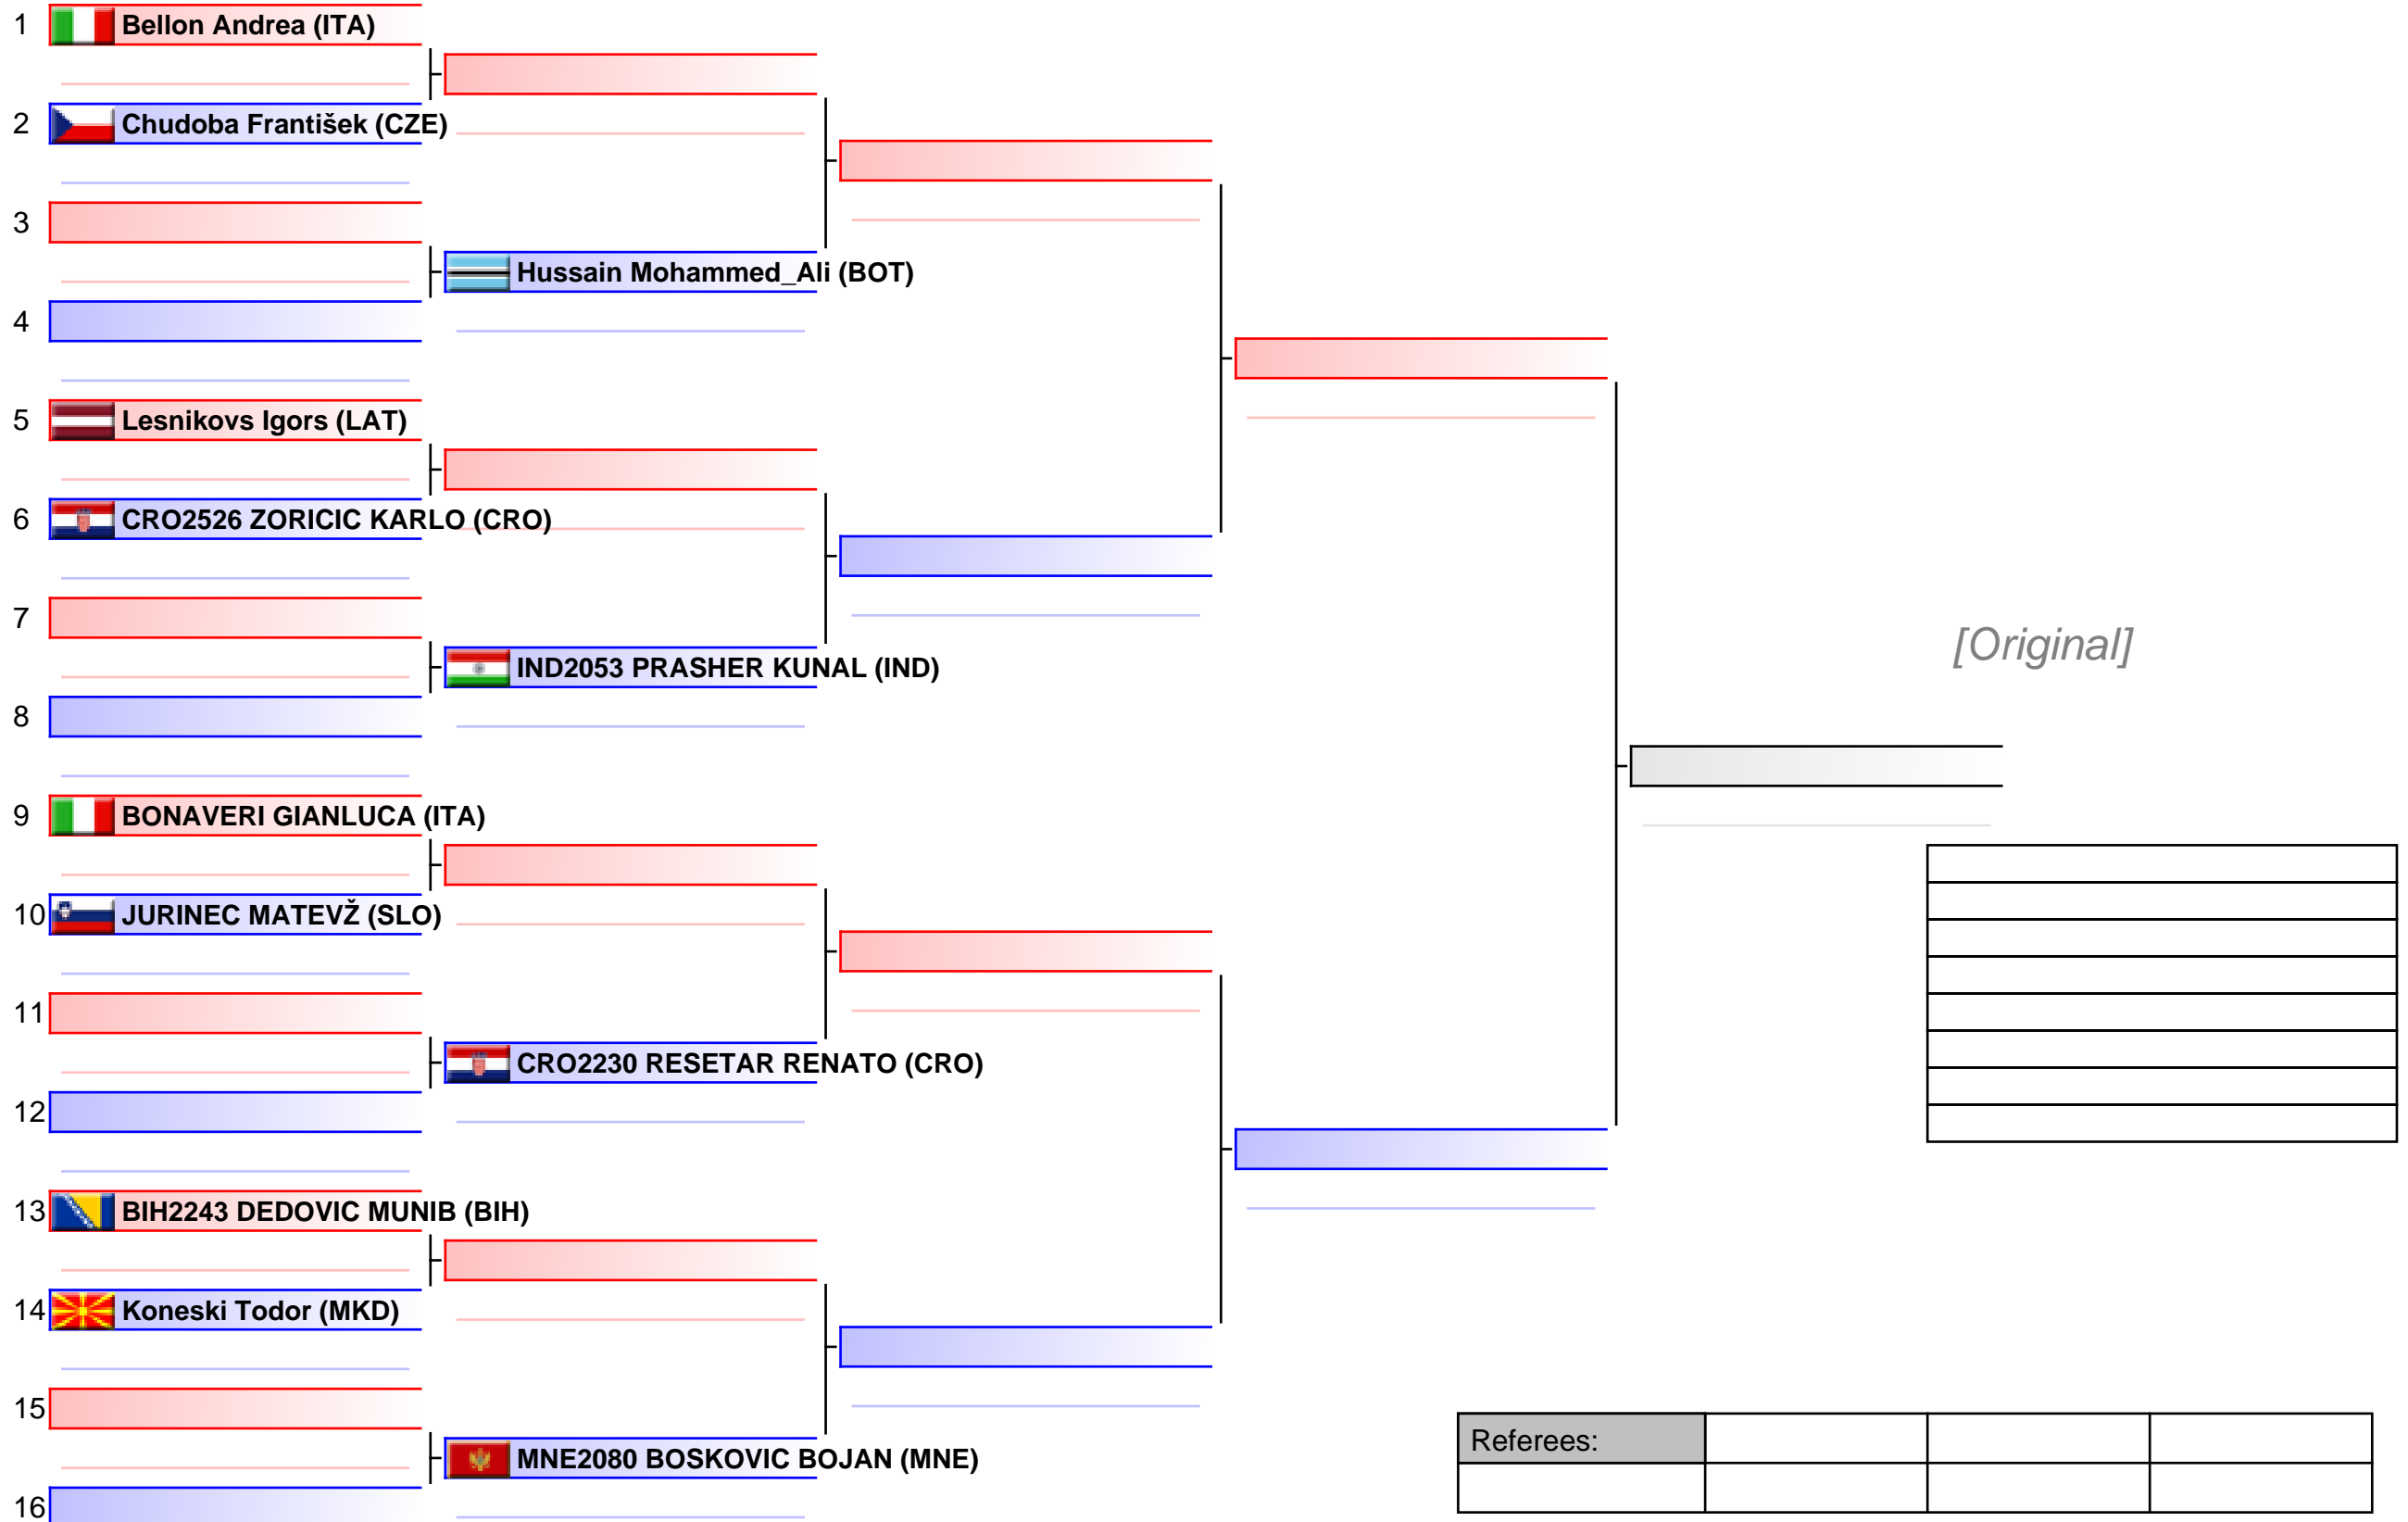 1 Bellon Andrea (ITA)
2 Chudoba František (CZE)
3
Hussain Mohammed_Ali (BOT)
4
5 Lesnikovs Igors (LAT)
6 CRO2526 ZORICIC KARLO (CRO)
7
[Original]
IND2053 PRASHER KUNAL (IND)
8
9 BONAVERI GIANLUCA (ITA)
10 JURINEC MATEVŽ (SLO)
11
CRO2230 RESETAR RENATO (CRO)
12
13 BIH2243 DEDOVIC MUNIB (BIH)
14 Koneski Todor (MKD)
15
MNE2080 BOSKOVIC BOJAN (MNE)
16
Referees: